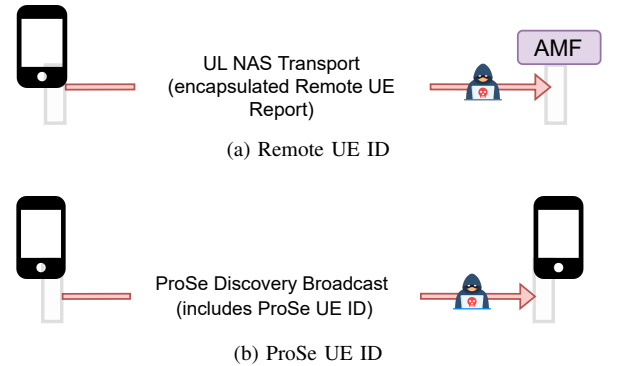 AMF
UL NAS Transport
(encapsulated Remote UE
Report)
(a) Remote UE ID
ProSe Discovery Broadcast
(includes ProSe UE ID)
(b) ProSe UE ID